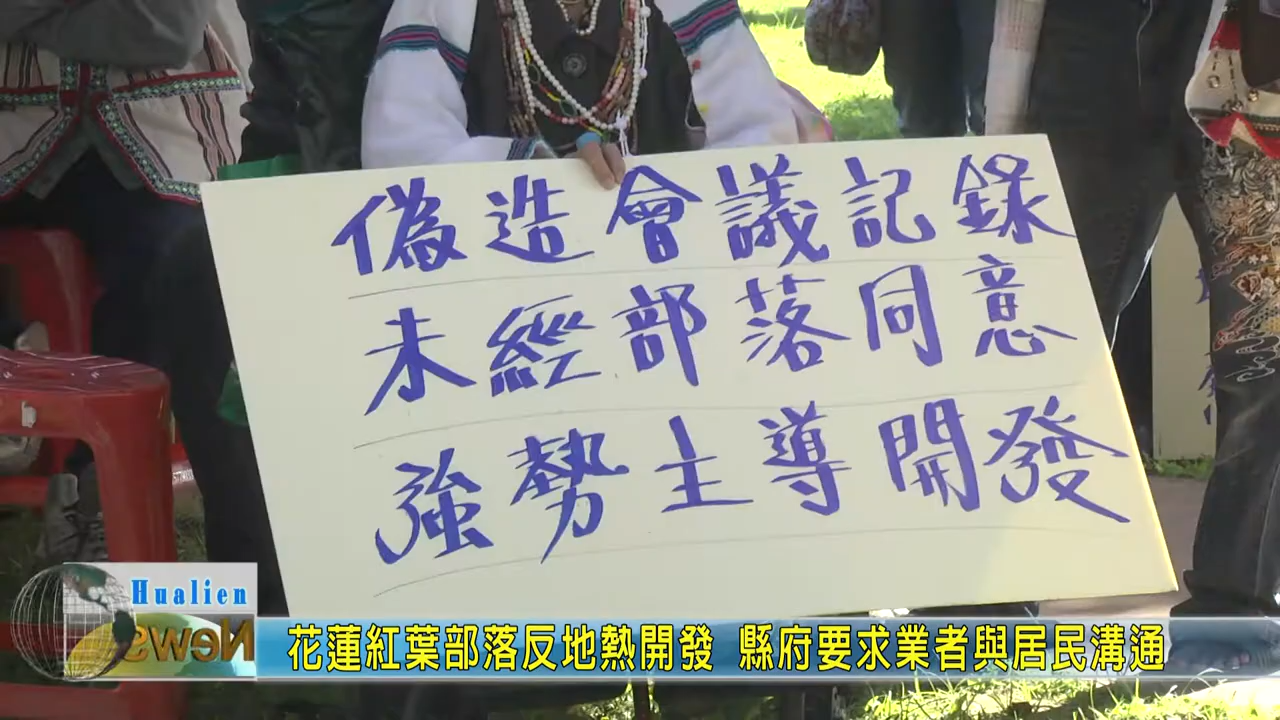 偽造會議記錄
未經部落同意
強勢主導開發
Hualien
News
花蓮紅葉部落反地熱開發 縣府要求業者與居民溝通